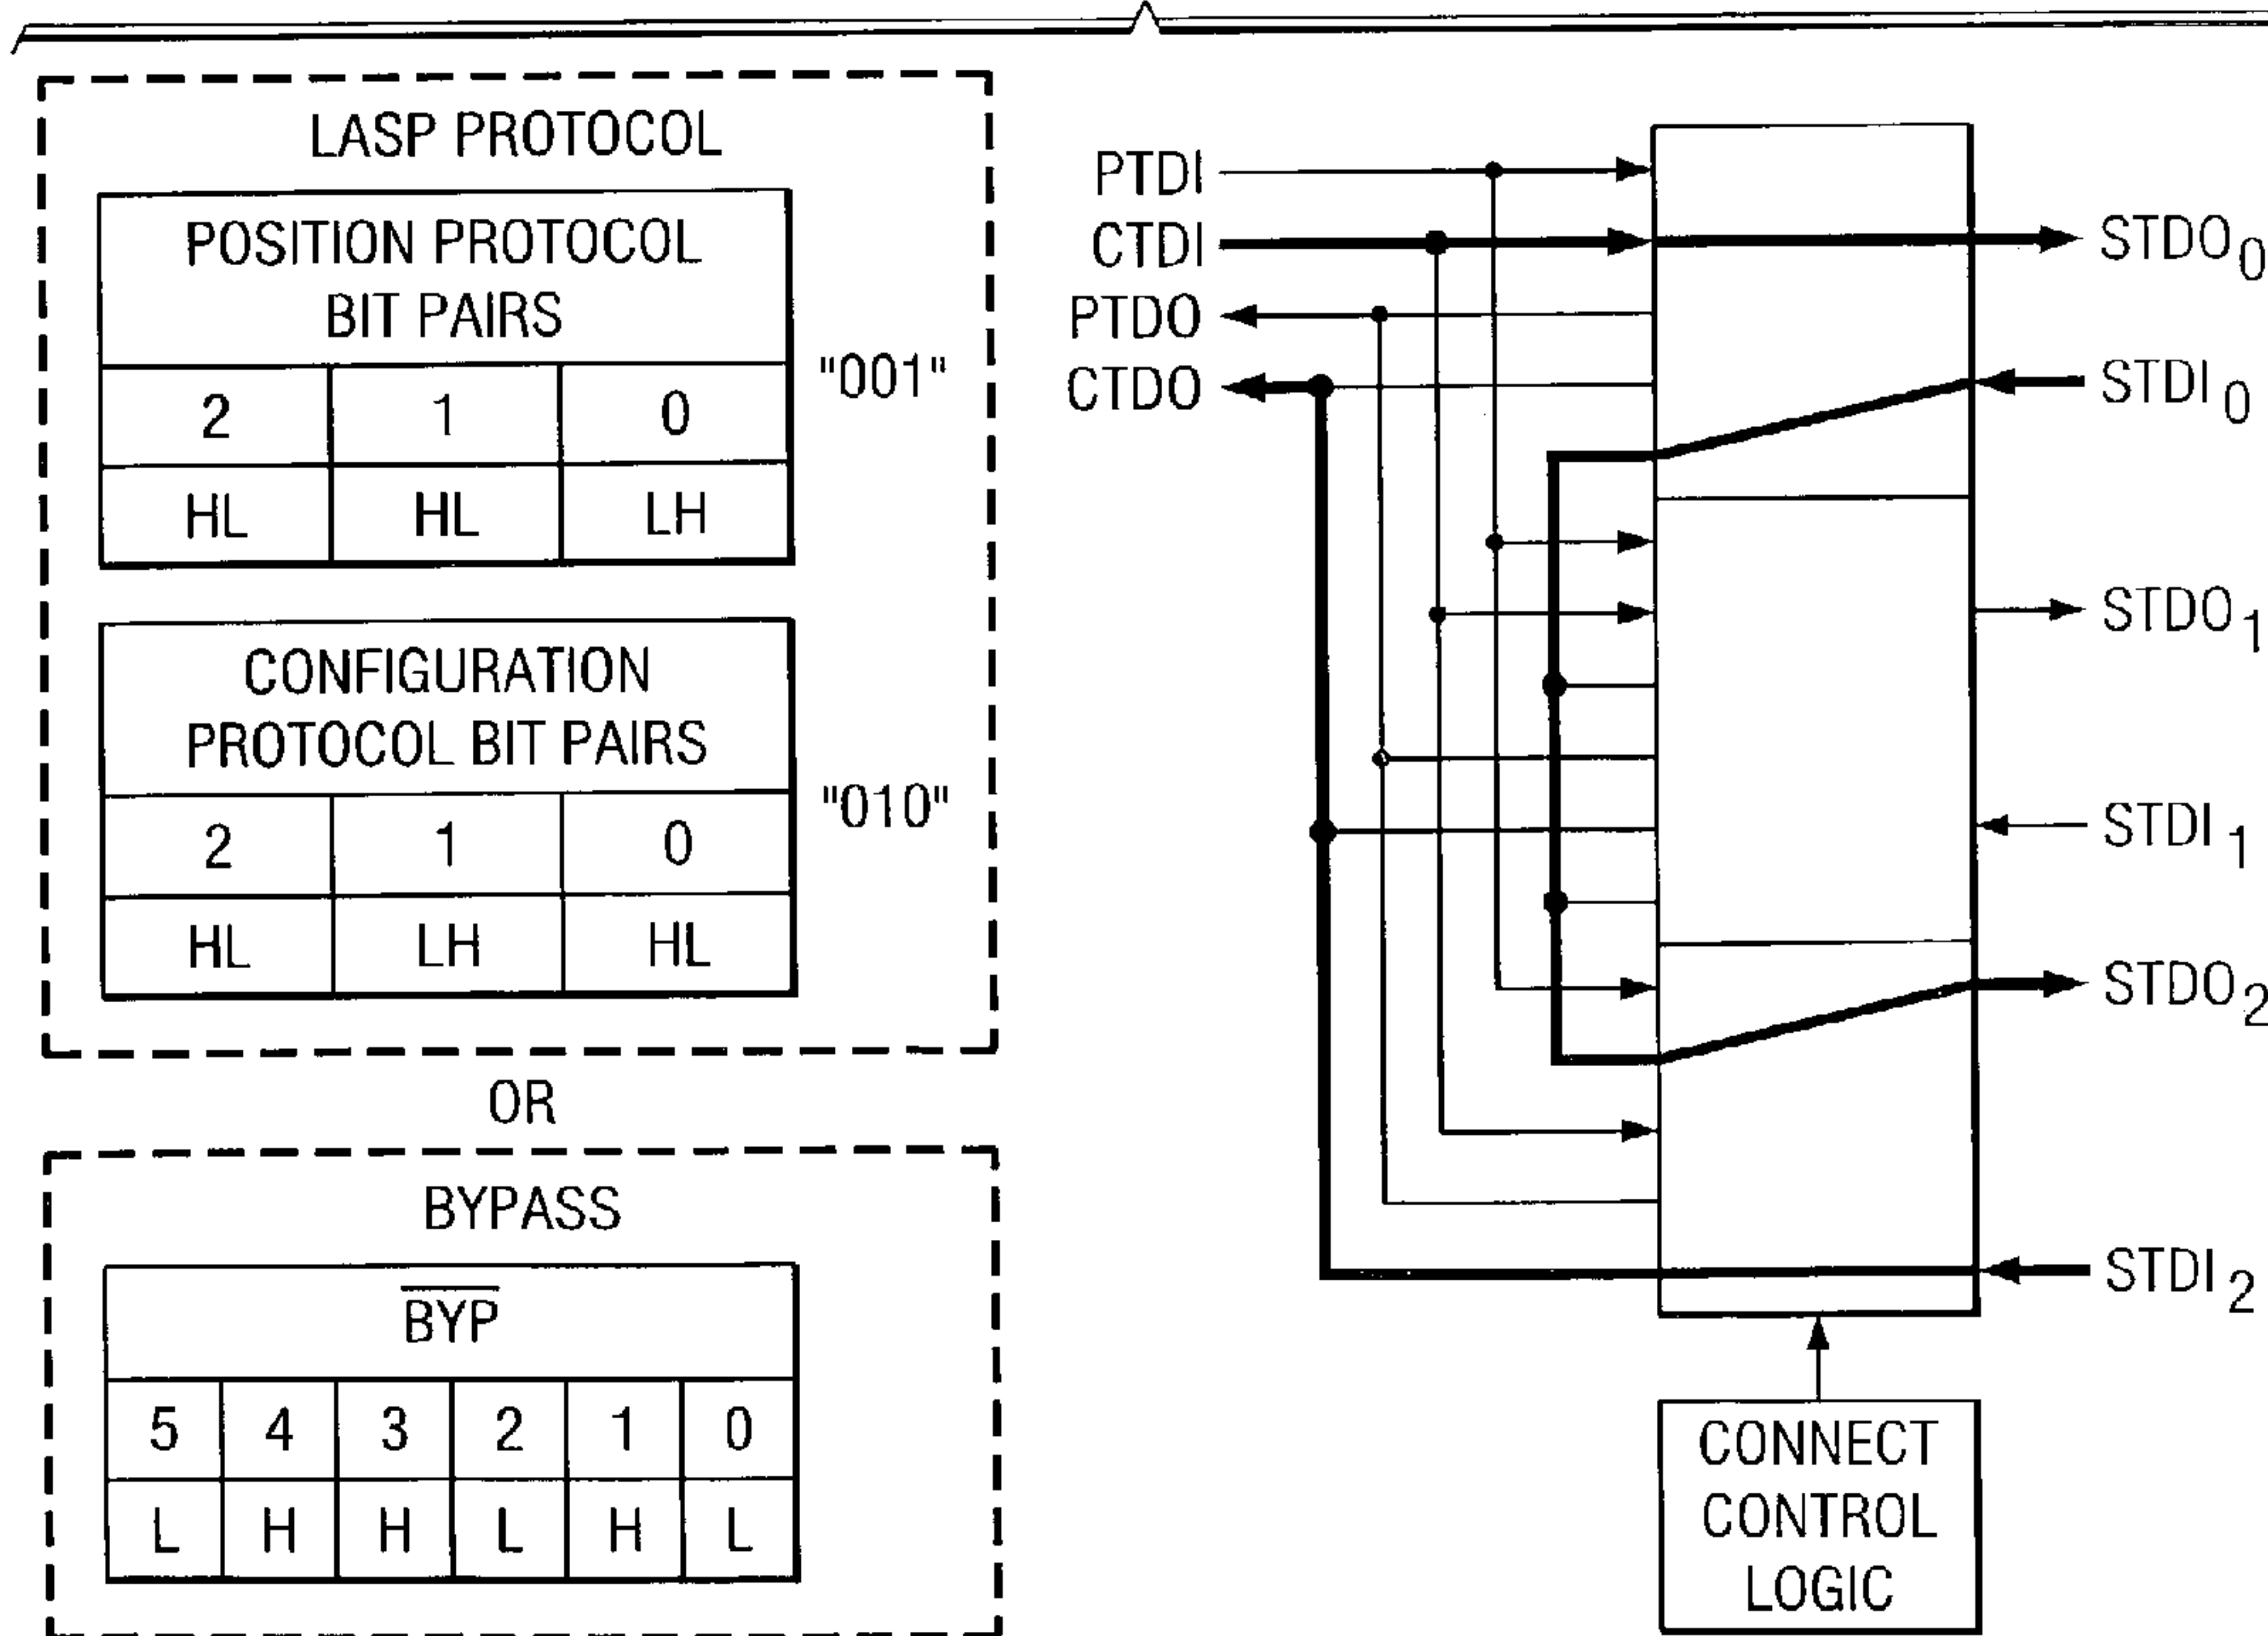 LASP PROTOCOL
POSITION PROTOCOL
BIT PAIRS
2 1 0
HL HL LH
"001"
CONFIGURATION
PROTOCOL BIT PAIRS
2 1 0
HL LH HL
"010"
OR
BYPASS
BYP
5 4 3 2 1 0
L H H L H L
PTDI
CTDI
PTDO
CTDO
STDO0
STDI0
STDO1
STDI1
STDO2
STDI2
CONNECT
CONTROL
LOGIC